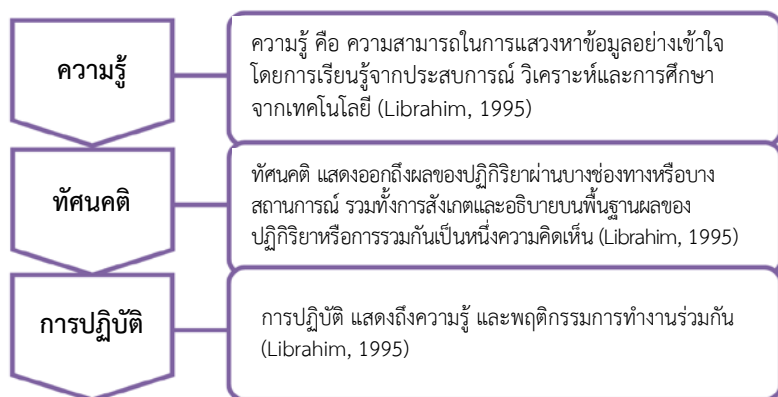 ความรู้
ความรู้ คือ ความสามารถในการแสวงหาข้อมูลอย่างเข้าใจ
โดยการเรียนรู้จากประสบการณ์ วิเคราะห์และการศึกษา
จากเทคโนโลยี (Librahim, 1995)
ทัศนคติ
ทัศนคติ แสดงออกถึงผลของปฏิกิริยาผ่านบางช่องทางหรือบาง
สถานการณ์ รวมทั้งการสังเกตและอธิบายบนพื้นฐานผลของ
ปฏิกิริยาหรือการรวมกันเป็นหนึ่งความคิดเห็น (Librahim, 1995)
การปฏิบัติ
การปฏิบัติ แสดงถึงความรู้ และพฤติกรรมการทำงานร่วมกัน
(Librahim, 1995)